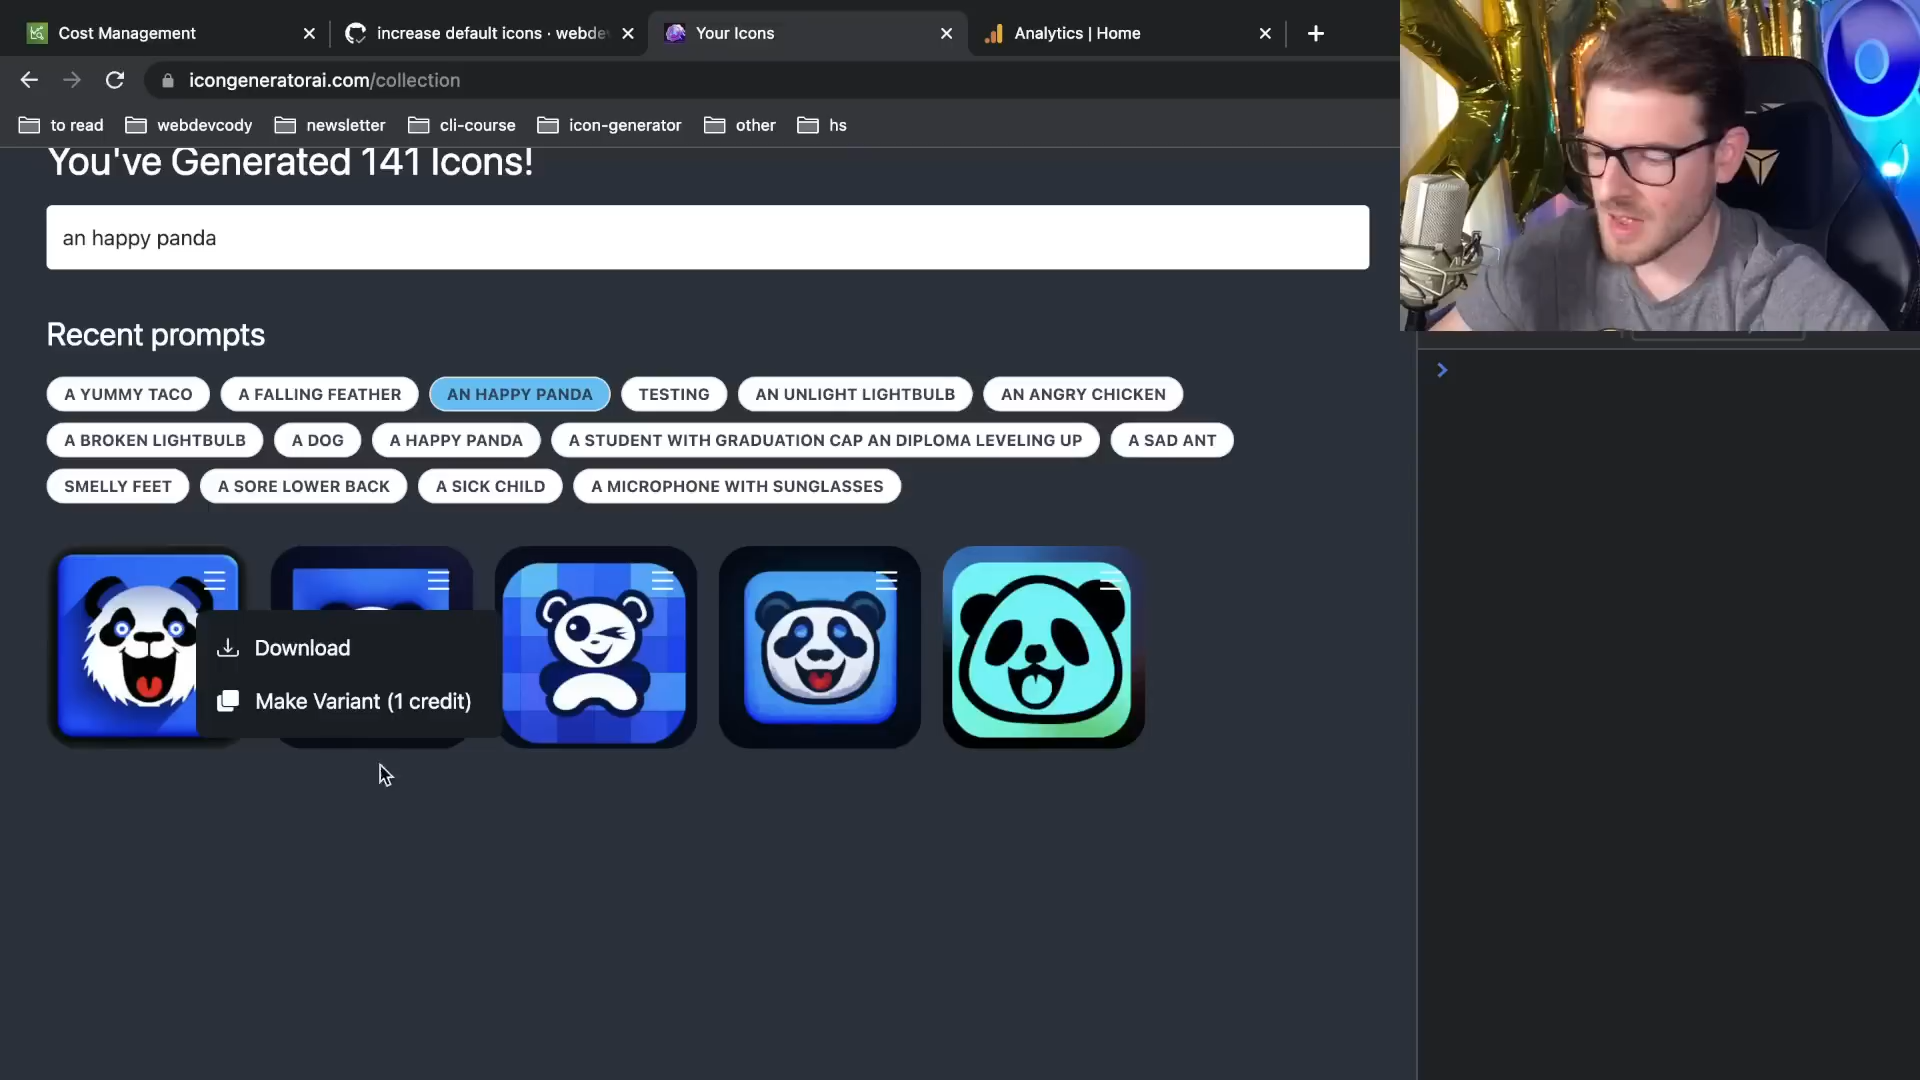 Cost Management
increase default icons · webde
Your Icons
Analytics | Home
icongeneratorai.com/collection
to read
webdevcody
newsletter
cli-course
icon-generator
other
hs
You've Generated 141 Icons!
an happy panda
Recent prompts
A YUMMY TACO
A FALLING FEATHER
AN HAPPY PANDA
TESTING
AN UNLIGHT LIGHTBULB
AN ANGRY CHICKEN
A BROKEN LIGHTBULB
A DOG
A HAPPY PANDA
A STUDENT WITH GRADUATION CAP AN DIPLOMA LEVELING UP
A SAD ANT
SMELLY FEET
A SORE LOWER BACK
A SICK CHILD
A MICROPHONE WITH SUNGLASSES
Download
Make Variant (1 credit)